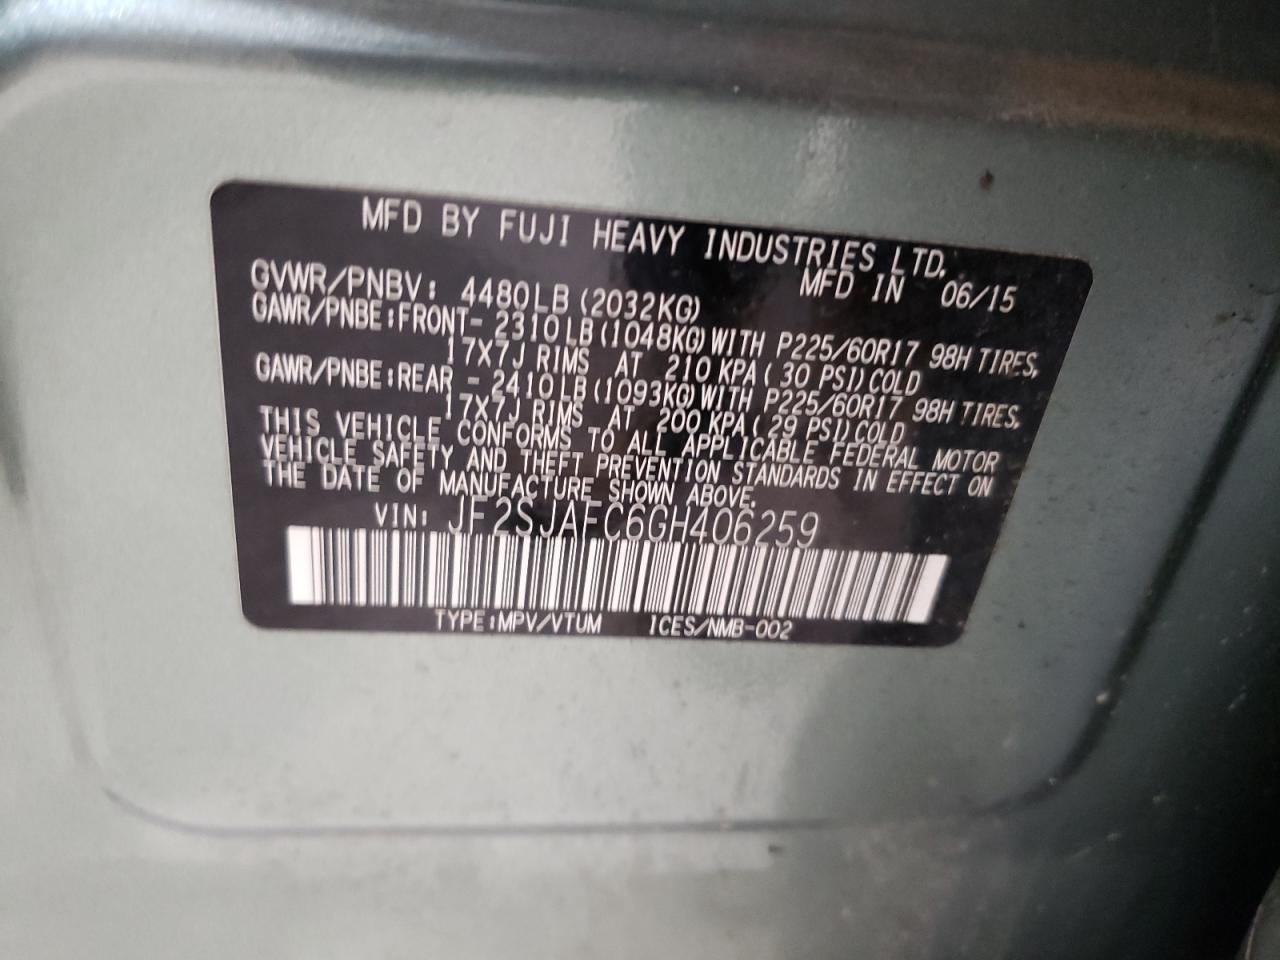 MFD BY FUJI HEAVY INDUSTRIES LTD.
MFD IN 06/15
GVWR/PNBV: 4480LB (2032KG)
GAWR/PNBE:FRONT- 2310LB(1048KG)WITH P225/60R17 98H TIRES,
17X7J RIMS AT 210 KPA( 30 PSI)COLD
GAWR/PNBE:REAR - 2410LB(1093KG)WITH P225/60R17 98H TIRES,
17X7J RIMS AT 200 KPA( 29 PSI)COLD
THIS VEHICLE CONFORMS TO ALL APPLICABLE FEDERAL MOTOR
VEHICLE SAFETY AND THEFT PREVENTION STANDARDS IN EFFECT ON
THE DATE OF MANUFACTURE SHOWN ABOVE.
VIN: JF2SJAFC6GH406259
TYPE:MPV/VTUM ICES/NMB-002